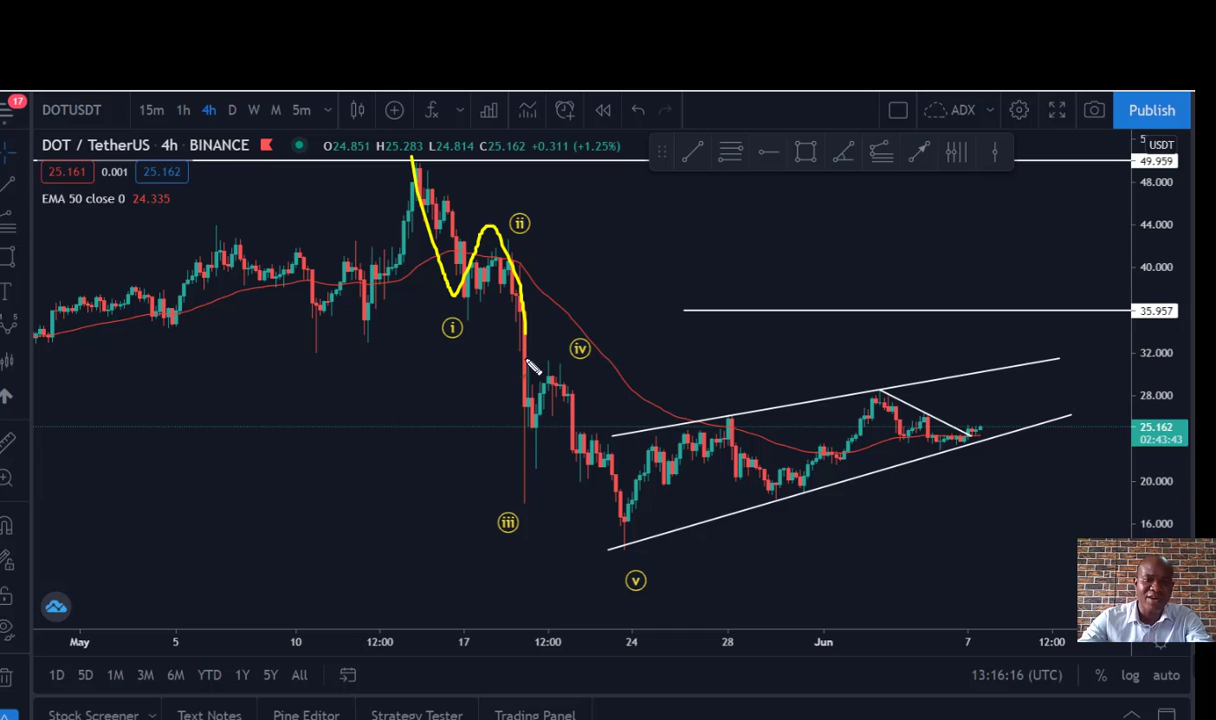 17
DOTUSDT 15m 1h 4h D W M 5m ADX Publish
DOT / TetherUS · 4h · BINANCE O24.851 H25.283 L24.814 C25.162 +0.311 (+1.25%)
5 USDT
25.161 0.001 25.162
49.959
EMA 50 close 0 24.335
48.000
44.000
40.000
35.957
32.000
28.000
25.162
02:43:43
20.000
16.000
ii
i
iv
iii
v
May 5 10 12:00 17 12:00 24 28 Jun 7 12:00
1D 5D 1M 3M 6M YTD 1Y 5Y All 13:16:16 (UTC) % log auto
Stock Screener Text Notes Pine Editor Strategy Tester Trading Panel